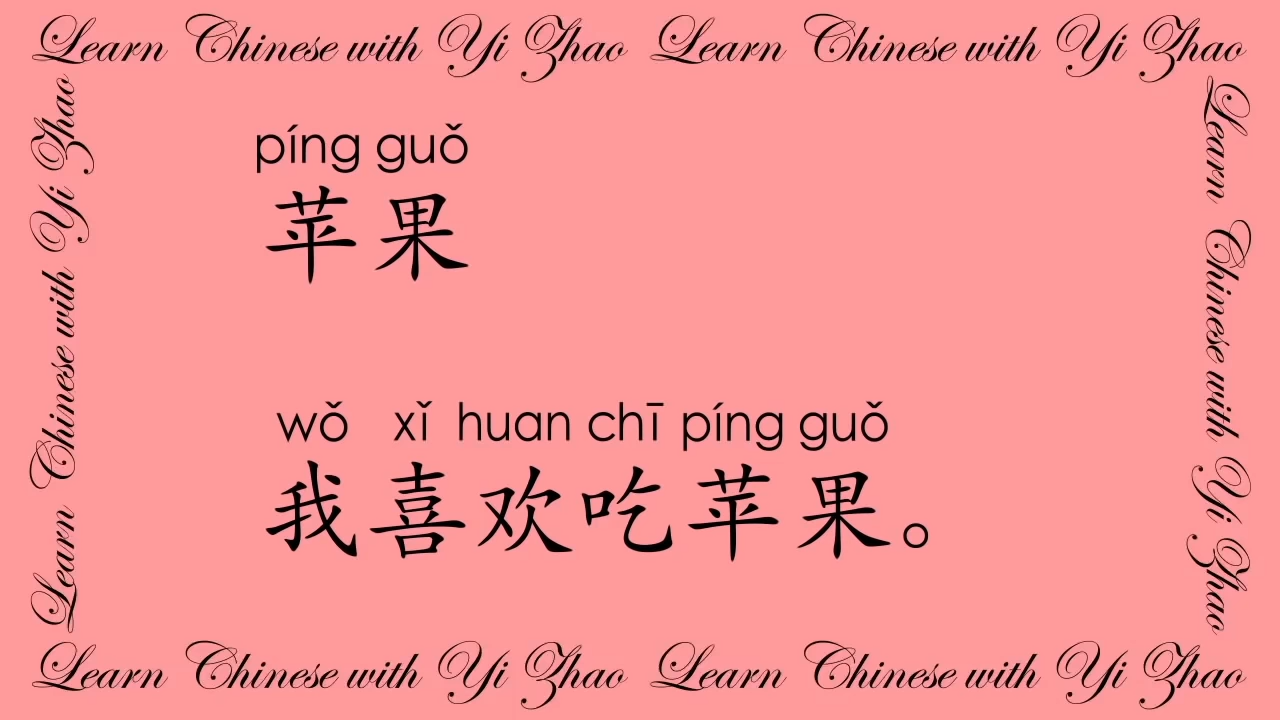 Learn Chinese with Yi Zhao Learn Chinese with Yi Zhao
Learn Chinese with Yi Zhao
píng guǒ
苹果
wǒ xǐ huan chī píng guǒ
我喜欢吃苹果。
Learn Chinese with Yi Zhao
Learn Chinese with Yi Zhao Learn Chinese with Yi Zhao